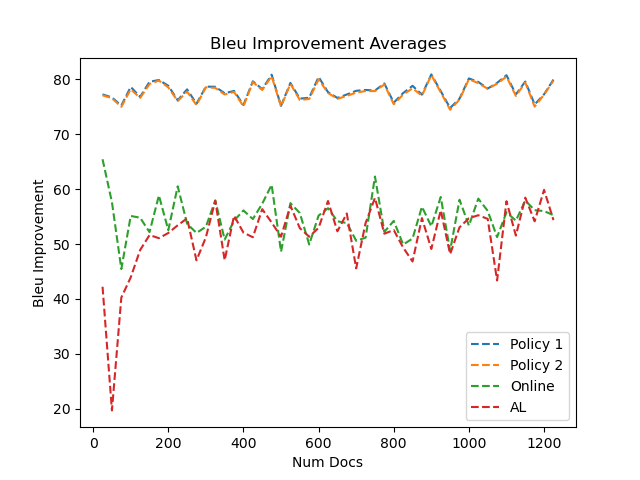 Bleu Improvement Averages
Bleu Improvement
80
70
60
50
40
30
20
0
200
400
600
800
1000
1200
Num Docs
Policy 1
Policy 2
Online
AL